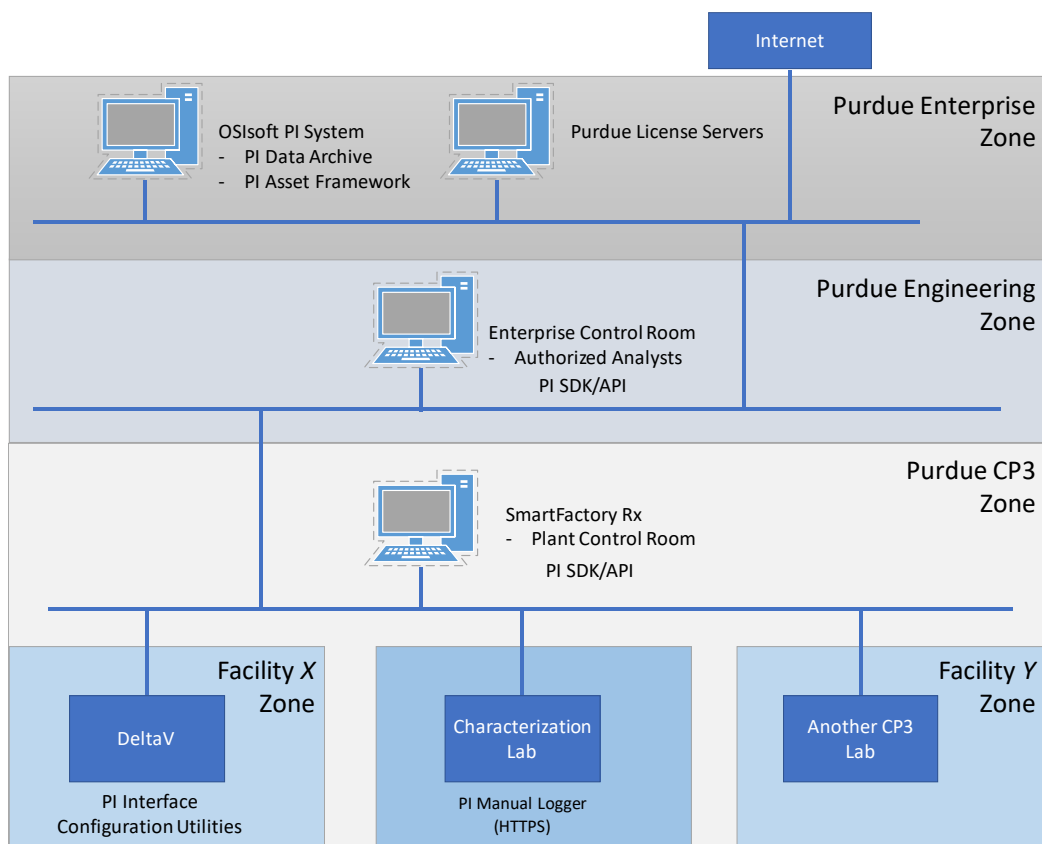 Internet
Purdue Enterprise
Zone
OSIsoft PI System
- PI Data Archive
- PI Asset Framework
Purdue License Servers
Purdue Engineering
Zone
Enterprise Control Room
- Authorized Analysts
PI SDK/API
Purdue CP3
Zone
SmartFactory Rx
- Plant Control Room
PI SDK/API
Facility X
Zone
DeltaV
PI Interface
Configuration Utilities
Characterization
Lab
PI Manual Logger
(HTTPS)
Facility Y
Zone
Another CP3
Lab